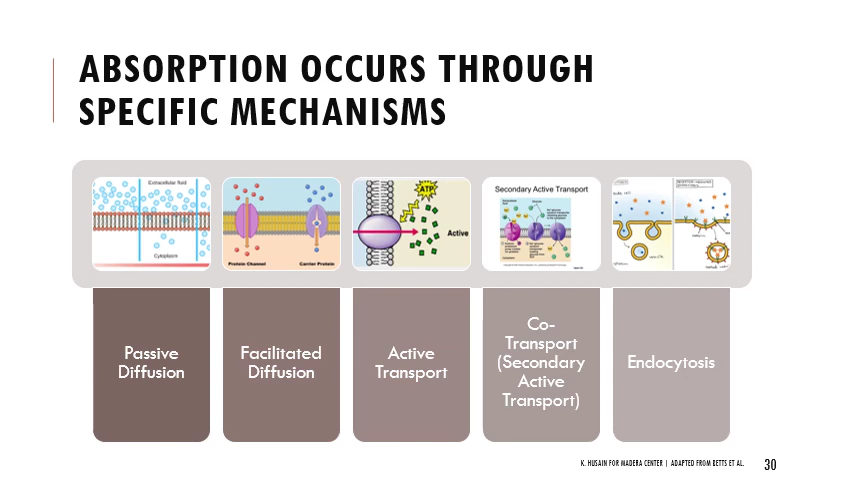 ABSORPTION OCCURS THROUGH
SPECIFIC MECHANISMS
Extracellular fluid
Cytoplasm
Protein Channel
Carrier Protein
ATP
Active
Secondary Active Transport
Passive
Diffusion
Facilitated
Diffusion
Active
Transport
Co-
Transport
(Secondary
Active
Transport)
Endocytosis
K. HUSAIN FOR MADERA CENTER | ADAPTED FROM BETTS ET AL.
30